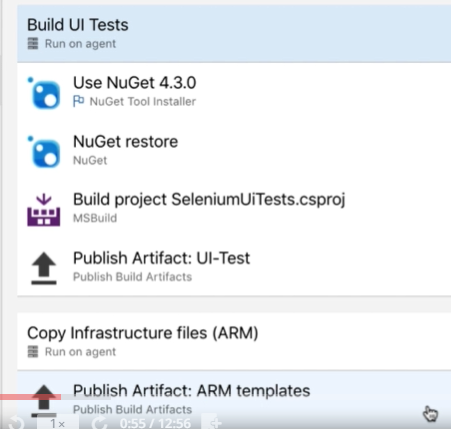 Build UI Tests
Run on agent
Use NuGet 4.3.0
NuGet Tool Installer
NuGet restore
NuGet
Build project SeleniumUiTests.csproj
MSBuild
Publish Artifact: UI-Test
Publish Build Artifacts
Copy Infrastructure files (ARM)
Run on agent
Publish Artifact: ARM templates
Publish Build Artifacts
1x 0:55 / 12:56